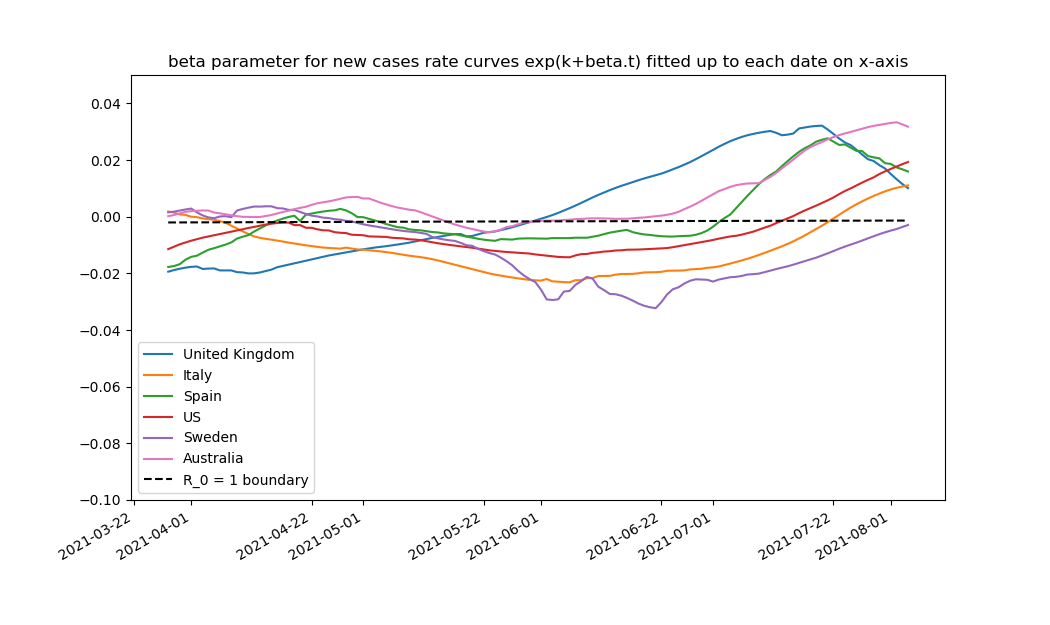 beta parameter for new cases rate curves exp(k+beta.t) fitted up to each date on x-axis
0.04
0.02
0.00
−0.02
−0.04
−0.06
−0.08
−0.10
United Kingdom
Italy
Spain
US
Sweden
Australia
R_0 = 1 boundary
2021-03-22
2021-04-01
2021-04-22
2021-05-01
2021-05-22
2021-06-01
2021-06-22
2021-07-01
2021-07-22
2021-08-01